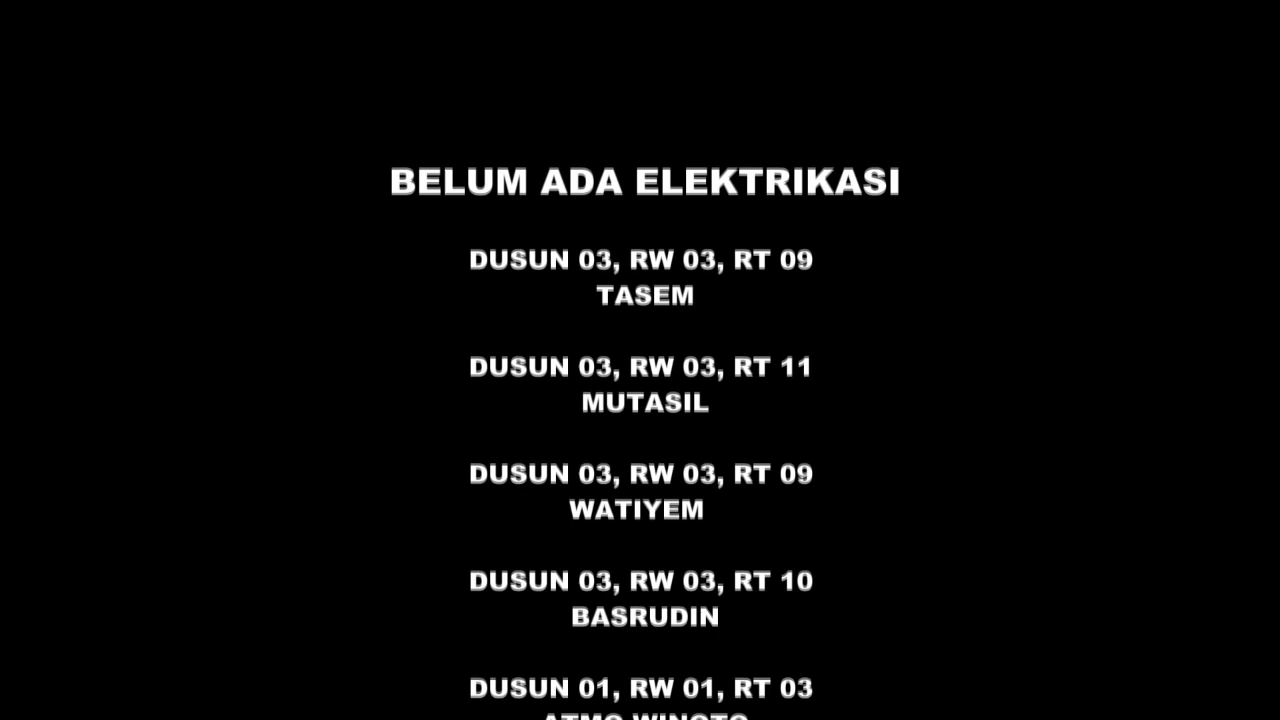 BELUM ADA ELEKTRIKASI
DUSUN 03, RW 03, RT 09
TASEM
DUSUN 03, RW 03, RT 11
MUTASIL
DUSUN 03, RW 03, RT 09
WATIYEM
DUSUN 03, RW 03, RT 10
BASRUDIN
DUSUN 01, RW 01, RT 03